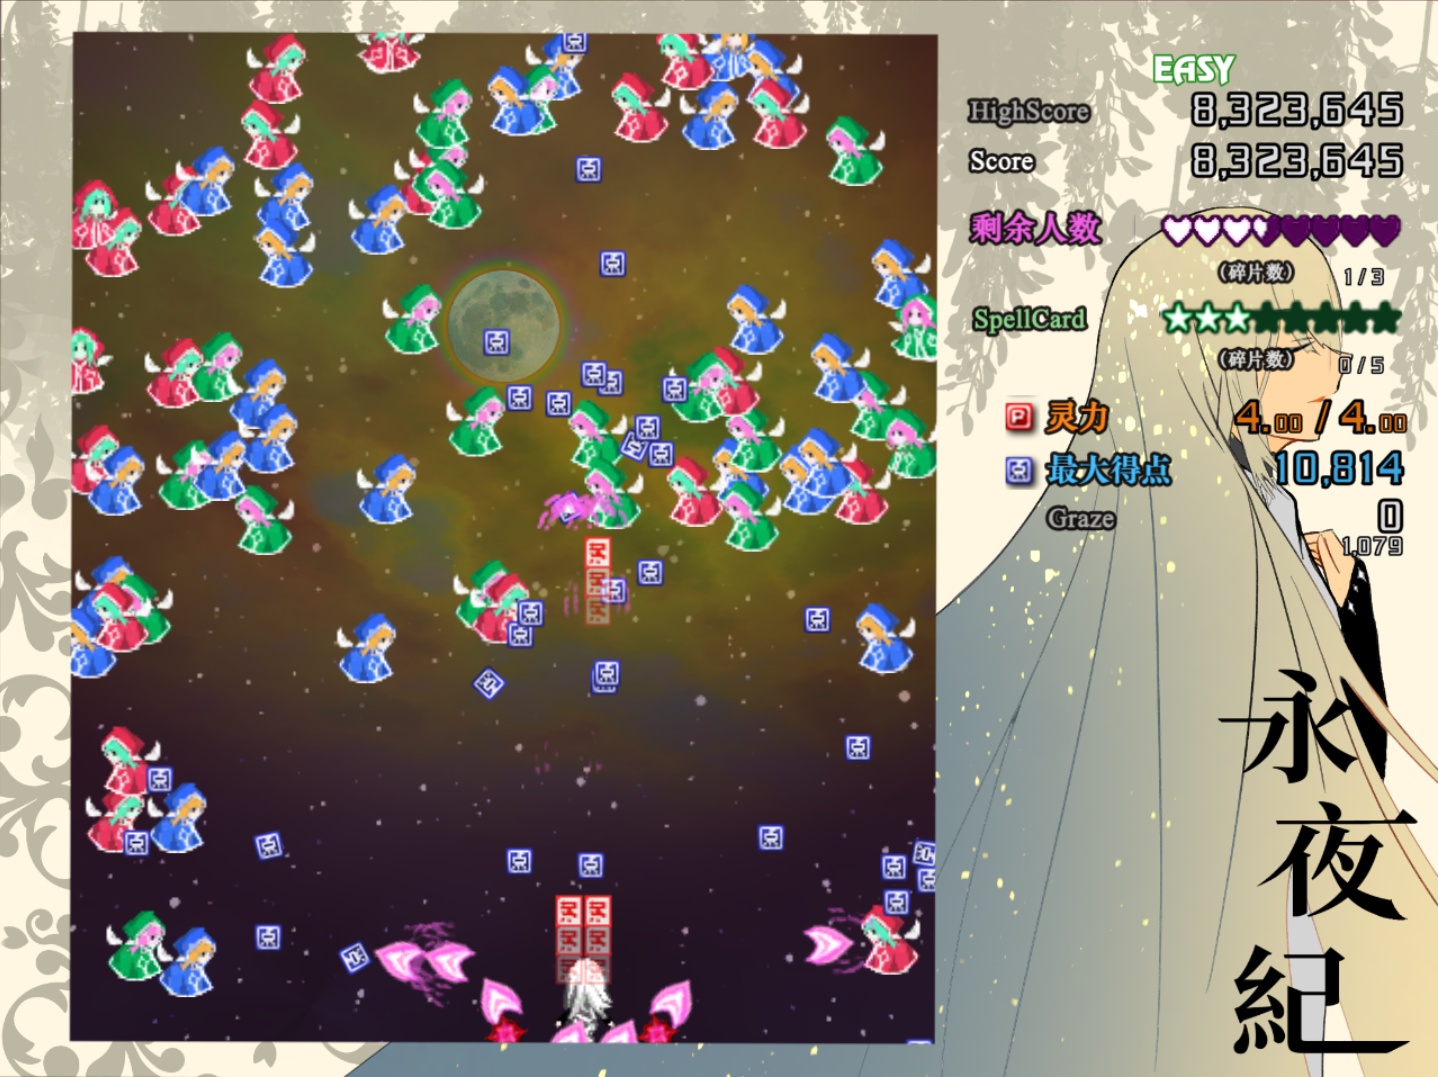 EASY
HighScore 8,323,645
Score 8,323,645
剩余人数
(碎片数) 1/3
SpellCard
(碎片数) 0/5
P 灵力 4.00 / 4.00
点 最大得点 10,814
Graze 0
1,079
永
夜
紀